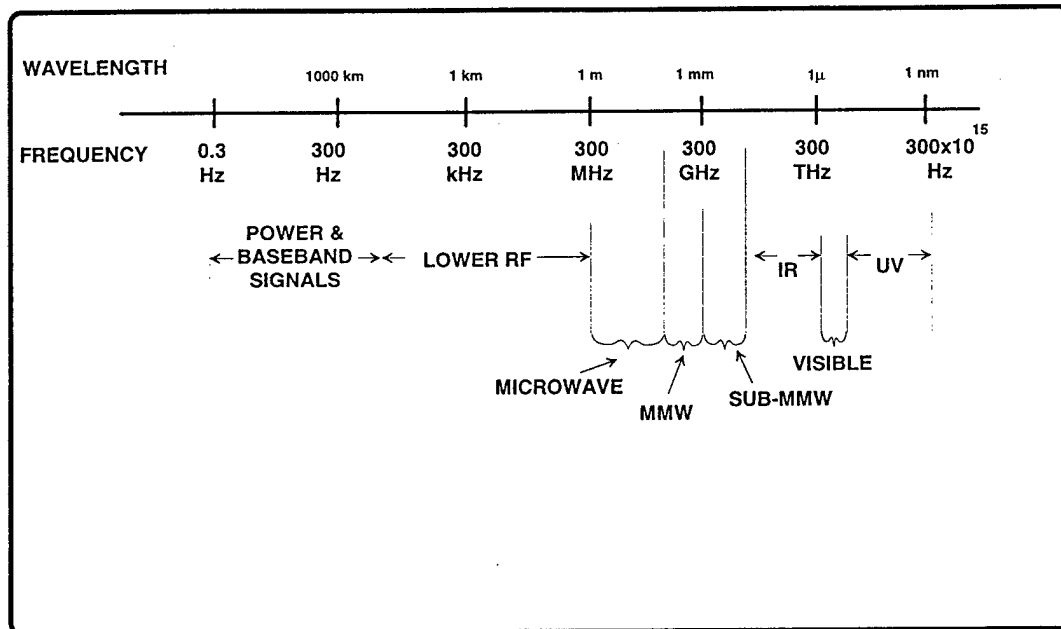 WAVELENGTH 1000 km 1 km 1 m 1 mm 1µ 1 nm
FREQUENCY 0.3 300 300 300 300 300 300x10 15
Hz Hz kHz MHz GHz THz Hz
POWER &
BASEBAND
SIGNALS
LOWER RF
IR
UV
VISIBLE
MICROWAVE
MMW
SUB-MMW